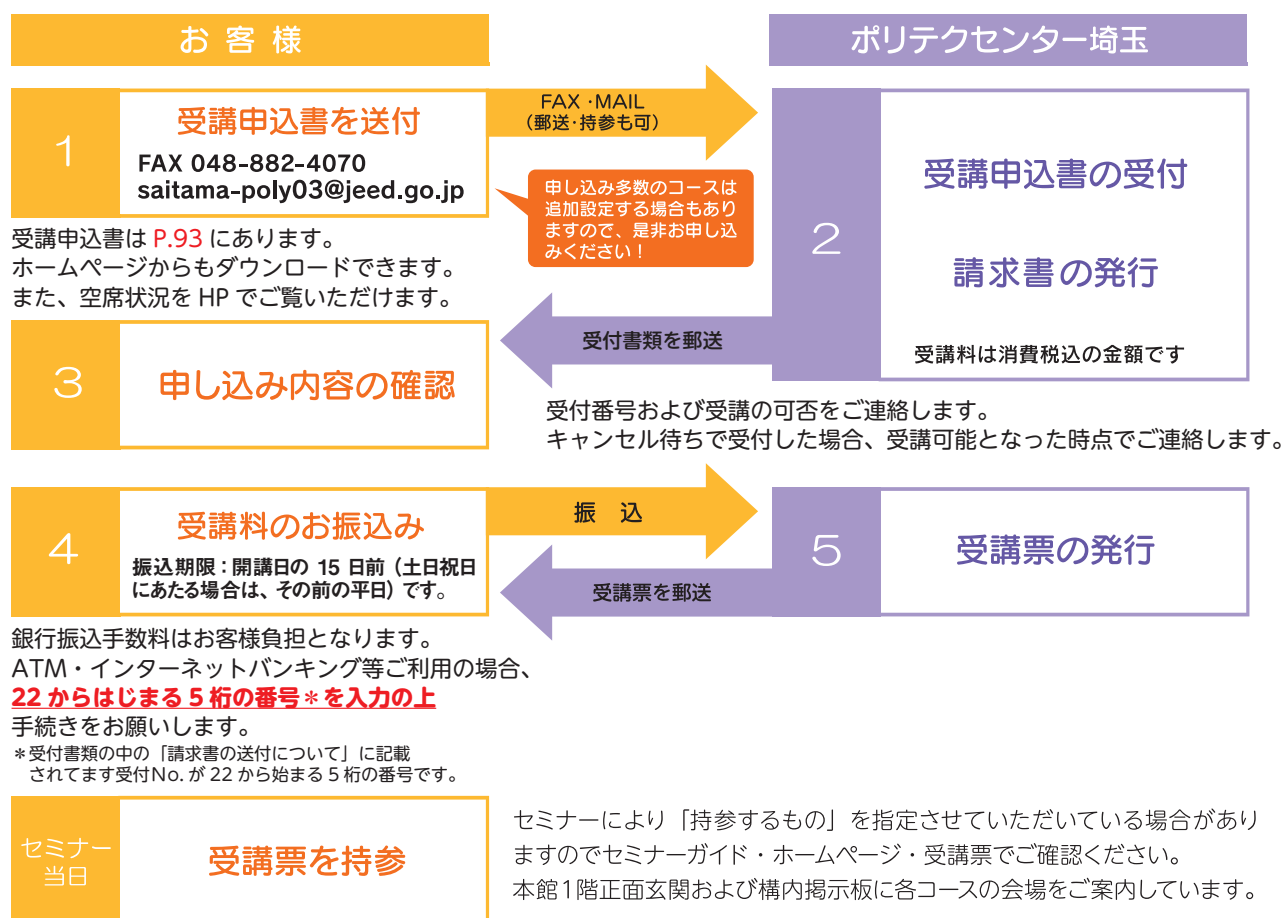 お客様
ポリテクセンター埼玉
1
受講申込書を送付
FAX 048-882-4070
saitama-poly03@jeed.go.jp
FAX・MAIL
（郵送・持参も可）
申し込み多数のコースは
追加設定する場合もあり
ますので、是非お申し込
みください！
2
受講申込書の受付
請求書の発行
受講料は消費税込の金額です
受講申込書は P.93 にあります。
ホームページからもダウンロードできます。
また、空席状況を HP でご覧いただけます。
受付書類を郵送
3
申し込み内容の確認
受付番号および受講の可否をご連絡します。
キャンセル待ちで受付した場合、受講可能となった時点でご連絡します。
4
受講料のお振込み
振込期限：開講日の 15 日前（土日祝日
にあたる場合は、その前の平日）です。
振込
5
受講票の発行
受講票を郵送
銀行振込手数料はお客様負担となります。
ATM・インターネットバンキング等ご利用の場合、
22 からはじまる 5 桁の番号＊を入力の上
手続きをお願いします。
＊受付書類の中の「請求書の送付について」に記載
されてます受付No. が 22 から始まる 5 桁の番号です。
セミナー
当日
受講票を持参
セミナーにより「持参するもの」を指定させていただいている場合があり
ますのでセミナーガイド・ホームページ・受講票でご確認ください。
本館1階正面玄関および構内掲示板に各コースの会場をご案内しています。